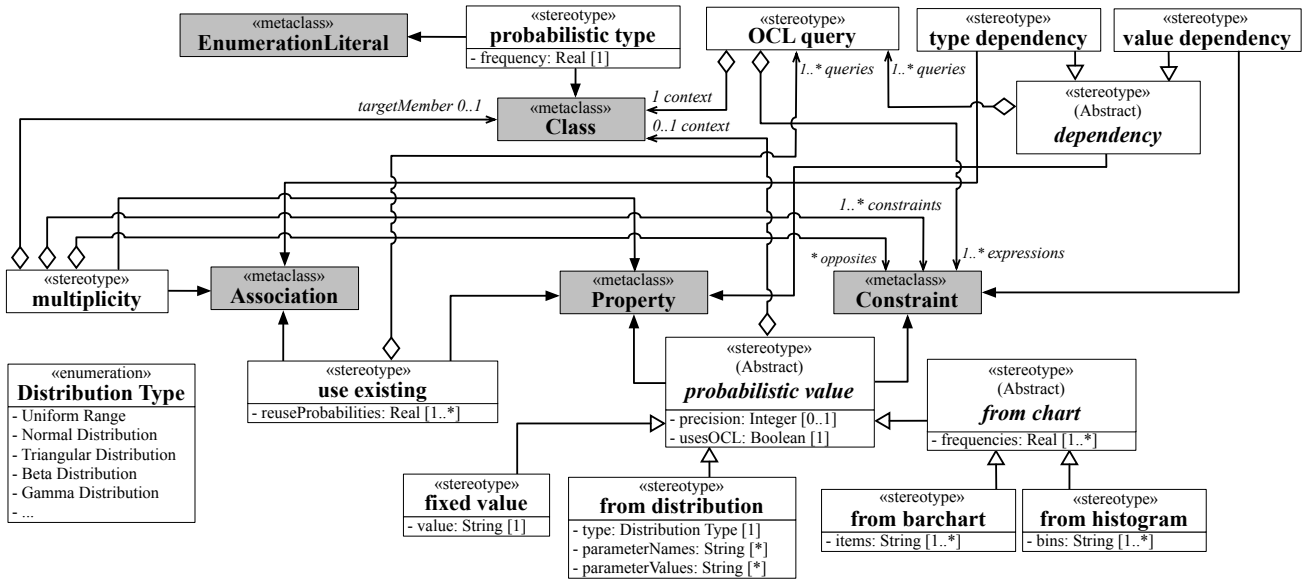 «metaclass»
EnumerationLiteral
«stereotype»
probabilistic type
- frequency: Real [1]
«stereotype»
OCL query
«stereotype»
type dependency
«stereotype»
value dependency
1..* queries
1..* queries
targetMember 0..1
1 context
«metaclass»
Class
0..1 context
«stereotype»
(Abstract)
dependency
1..* constraints
* opposites
1..* expressions
«stereotype»
multiplicity
«metaclass»
Association
«metaclass»
Property
«metaclass»
Constraint
«enumeration»
Distribution Type
- Uniform Range
- Normal Distribution
- Triangular Distribution
- Beta Distribution
- Gamma Distribution
- ...
«stereotype»
use existing
- reuseProbabilities: Real [1..*]
«stereotype»
(Abstract)
probabilistic value
- precision: Integer [0..1]
- usesOCL: Boolean [1]
«stereotype»
(Abstract)
from chart
- frequencies: Real [1..*]
«stereotype»
fixed value
- value: String [1]
«stereotype»
from distribution
- type: Distribution Type [1]
- parameterNames: String [*]
- parameterValues: String [*]
«stereotype»
from barchart
- items: String [1..*]
«stereotype»
from histogram
- bins: String [1..*]